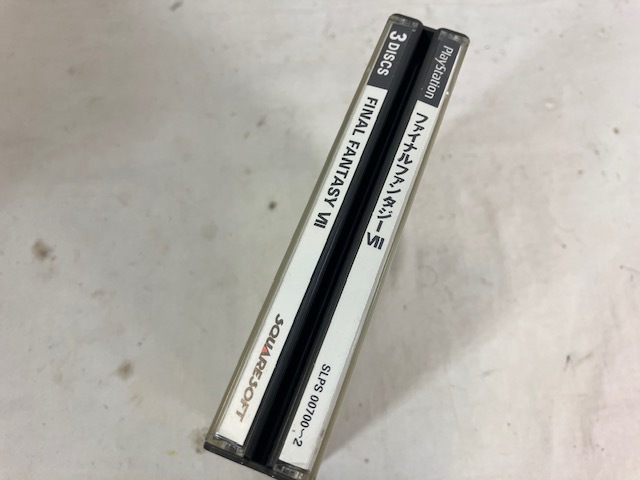 3 DISCS
FINAL FANTASY VII
SQUARESOFT
PlayStation
ファイナルファンタジーVII
SLPS 00700~2